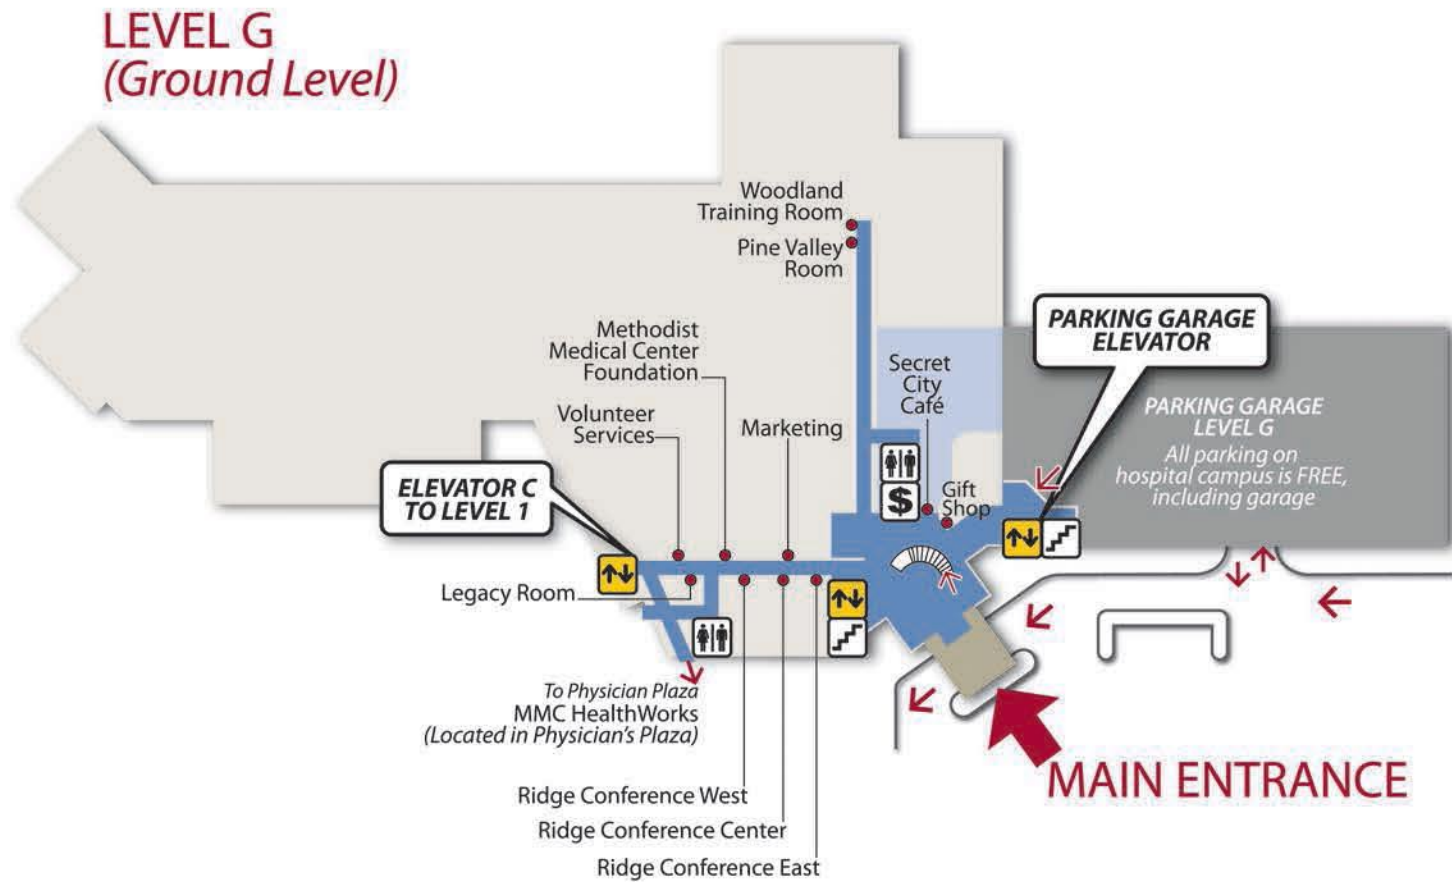 LEVEL G
(Ground Level)
Woodland
Training Room
Pine Valley
Room
PARKING GARAGE
ELEVATOR
Methodist
Medical Center
Foundation
Secret
City
Café
PARKING GARAGE
LEVEL G
All parking on
hospital campus is FREE,
including garage
Volunteer
Services
Marketing
ELEVATOR C
TO LEVEL 1
$
Gift
Shop
Legacy Room
To Physician Plaza
MMC HealthWorks
(Located in Physician's Plaza)
MAIN ENTRANCE
Ridge Conference West
Ridge Conference Center
Ridge Conference East